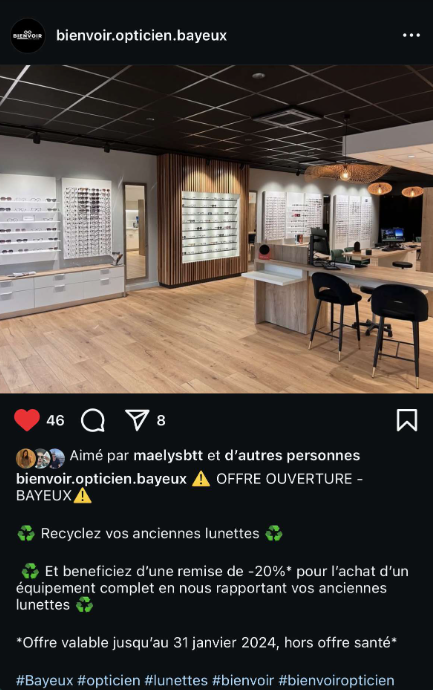 BIENVOIR
bienvoir.opticien.bayeux
46
8
Aimé par maelysbtt et d'autres personnes
bienvoir.opticien.bayeux ⚠️ OFFRE OUVERTURE -
BAYEUX⚠️
♻️ Recyclez vos anciennes lunettes ♻️
♻️ Et beneficiez d'une remise de -20%* pour l'achat d'un
équipement complet en nous rapportant vos anciennes
lunettes ♻️
*Offre valable jusqu'au 31 janvier 2024, hors offre santé*
#Bayeux #opticien #lunettes #bienvoir #bienvoiropticien